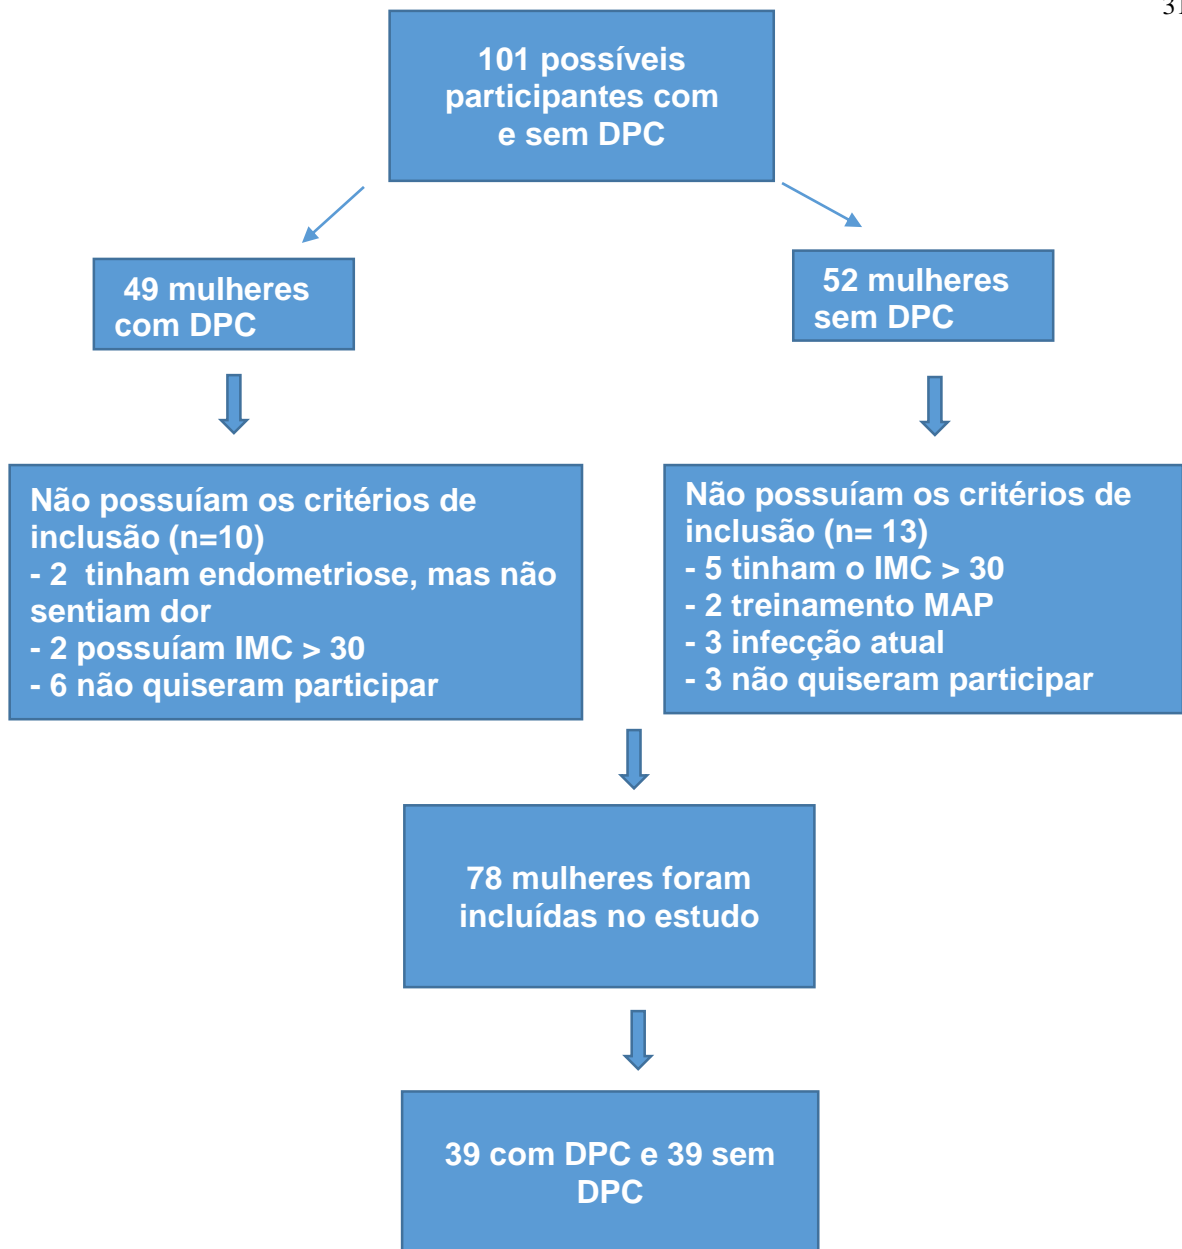 31
101 possíveis
participantes com
e sem DPC
49 mulheres
com DPC
52 mulheres
sem DPC
Não possuíam os critérios de
inclusão (n=10)
- 2  tinham endometriose, mas não
sentiam dor
- 2 possuíam IMC > 30
- 6 não quiseram participar
Não possuíam os critérios de
inclusão (n= 13)
- 5 tinham o IMC > 30
- 2 treinamento MAP
- 3 infecção atual
- 3 não quiseram participar
78 mulheres foram
incluídas no estudo
39 com DPC e 39 sem
DPC